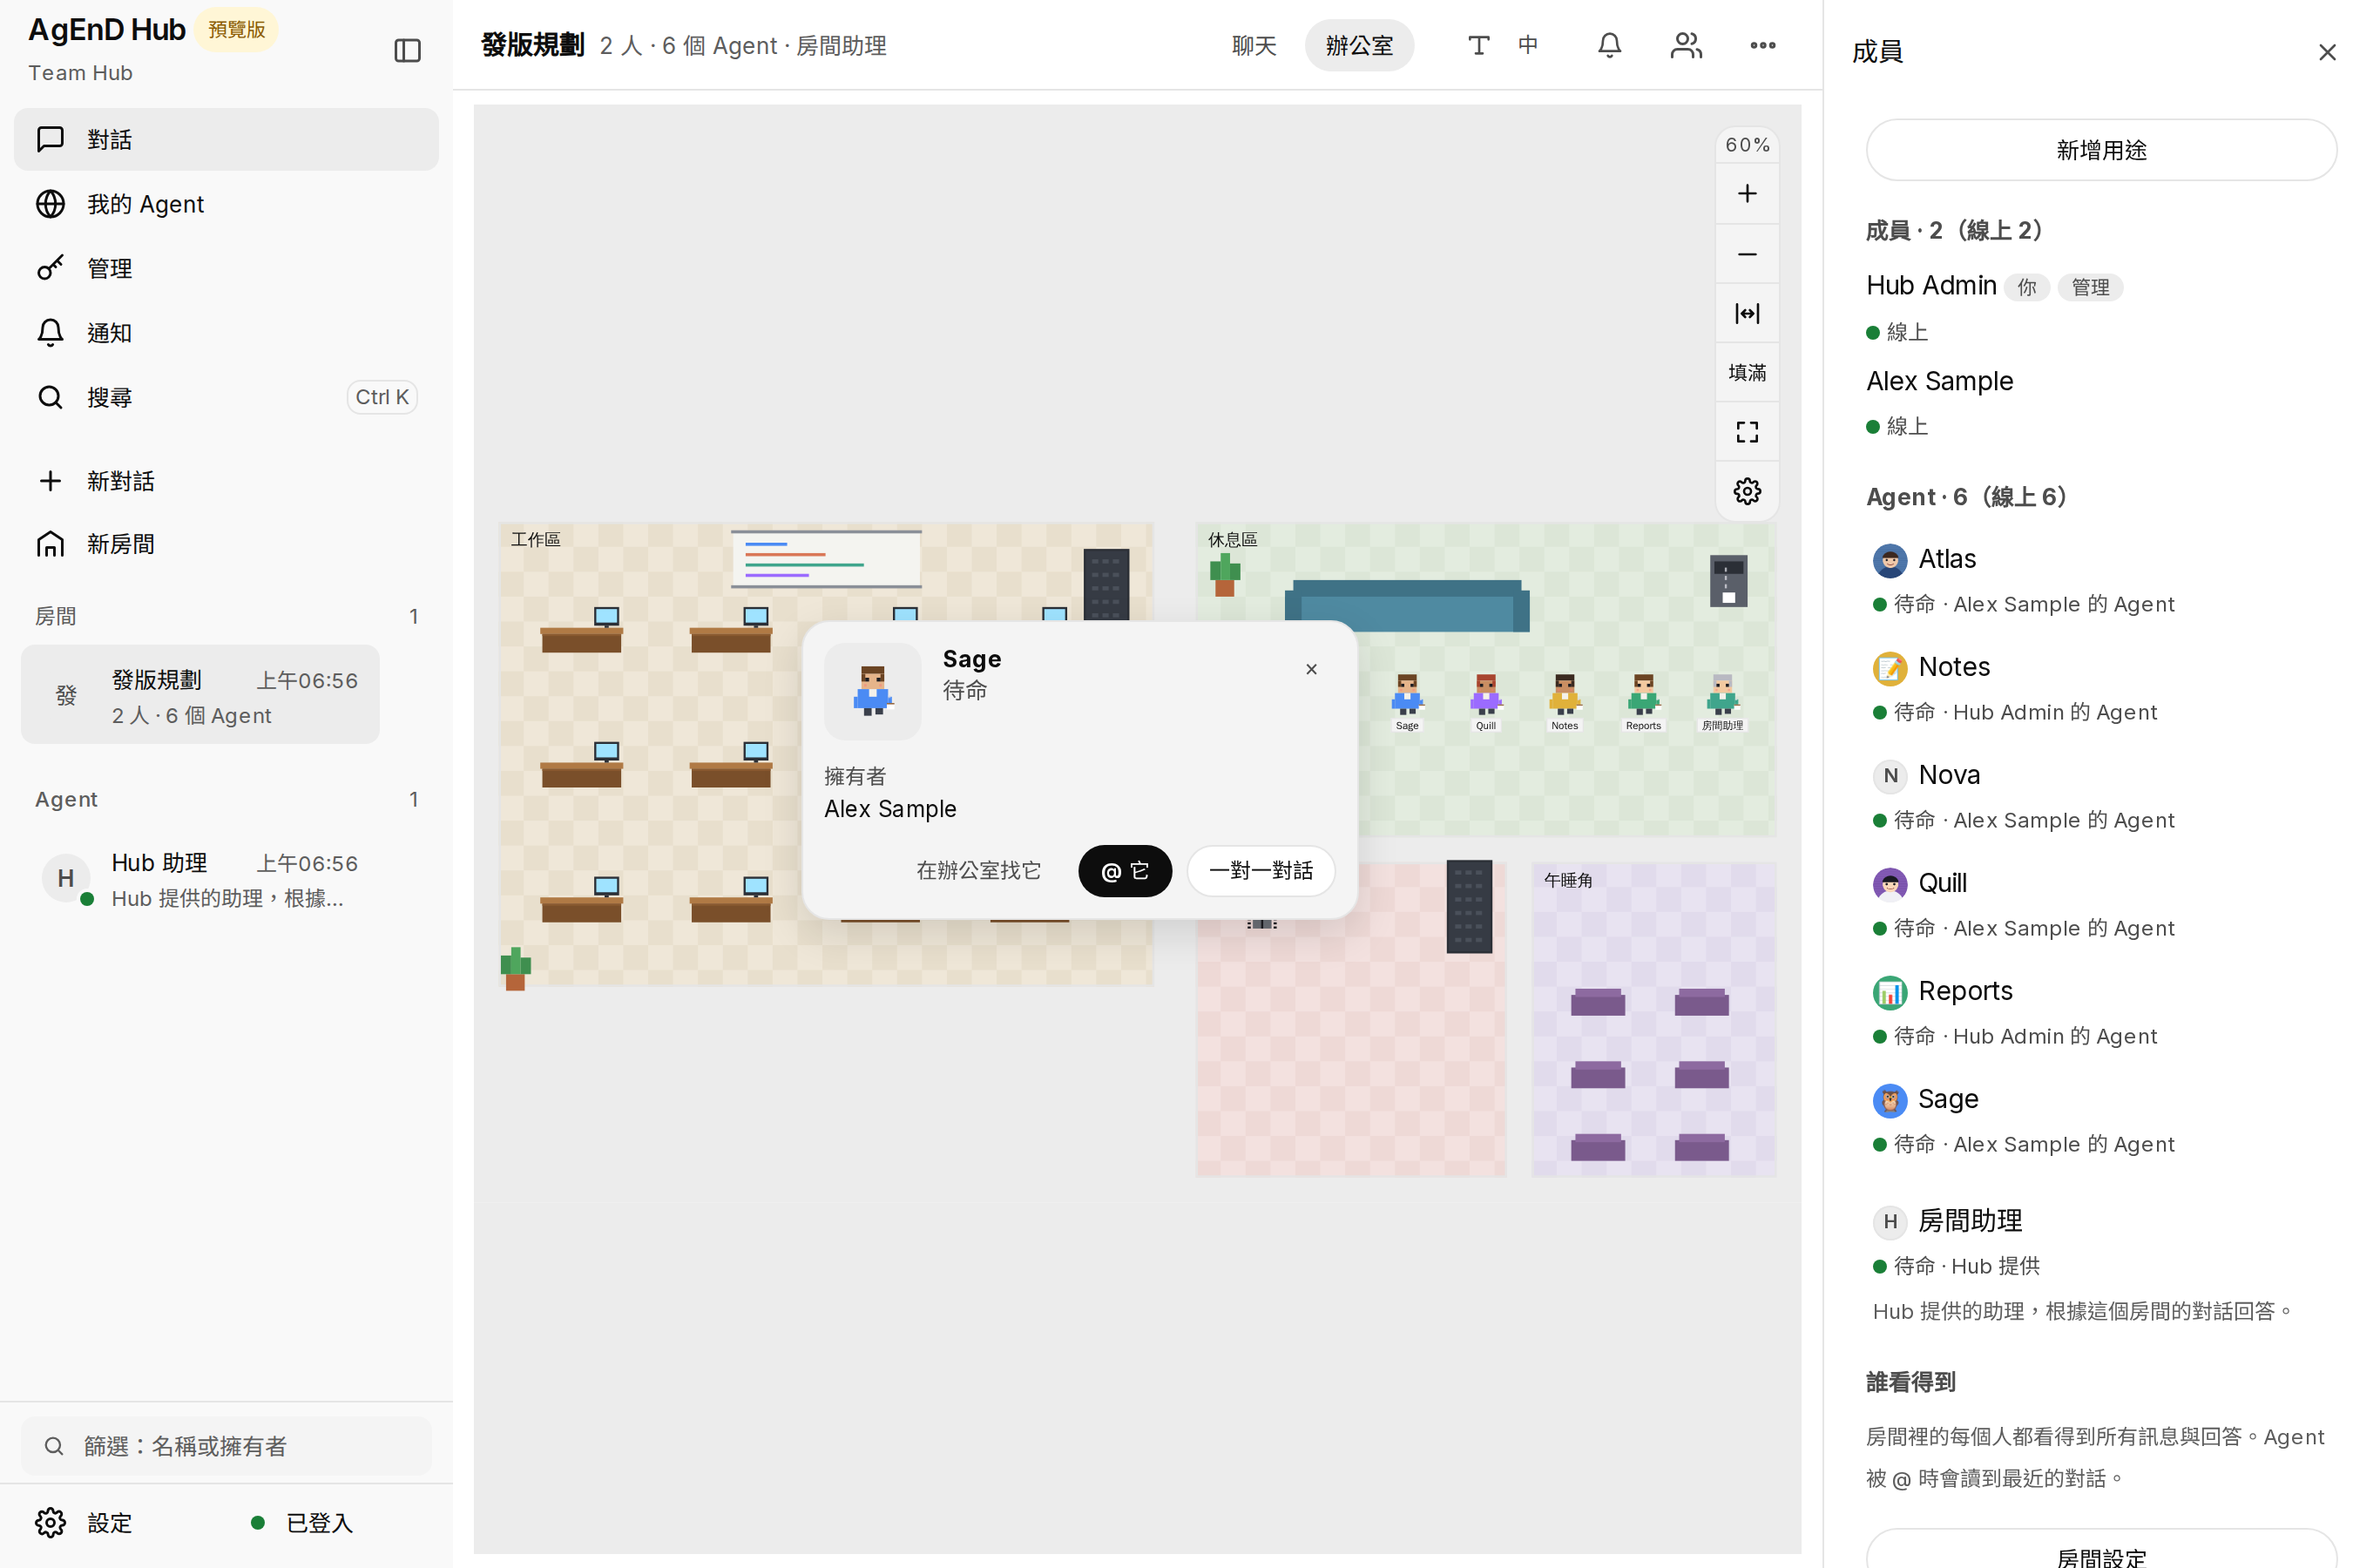 AgEnD Hub 預覽版
Team Hub
對話
我的 Agent
管理
通知
搜尋 Ctrl K
新對話
新房間
房間 1
發
發版規劃 上午06:56
2 人 · 6 個 Agent
Agent 1
H
Hub 助理 上午06:56
Hub 提供的助理，根據...
篩選：名稱或擁有者
設定 已登入
發版規劃 2 人 · 6 個 Agent · 房間助理
聊天 辦公室 T 中
60%
填滿
工作區
休息區
Sage Quill Notes Reports 房間助理
午睡角
Sage
待命
擁有者
Alex Sample
在辦公室找它 @ 它 一對一對話
成員
新增用途
成員 · 2（線上 2）
Hub Admin 你 管理
線上
Alex Sample
線上
Agent · 6（線上 6）
Atlas
待命 · Alex Sample 的 Agent
Notes
待命 · Hub Admin 的 Agent
N Nova
待命 · Alex Sample 的 Agent
Quill
待命 · Alex Sample 的 Agent
Reports
待命 · Hub Admin 的 Agent
Sage
待命 · Alex Sample 的 Agent
H 房間助理
待命 · Hub 提供
Hub 提供的助理，根據這個房間的對話回答。
誰看得到
房間裡的每個人都看得到所有訊息與回答。Agent
被 @ 時會讀到最近的對話。
房間設定